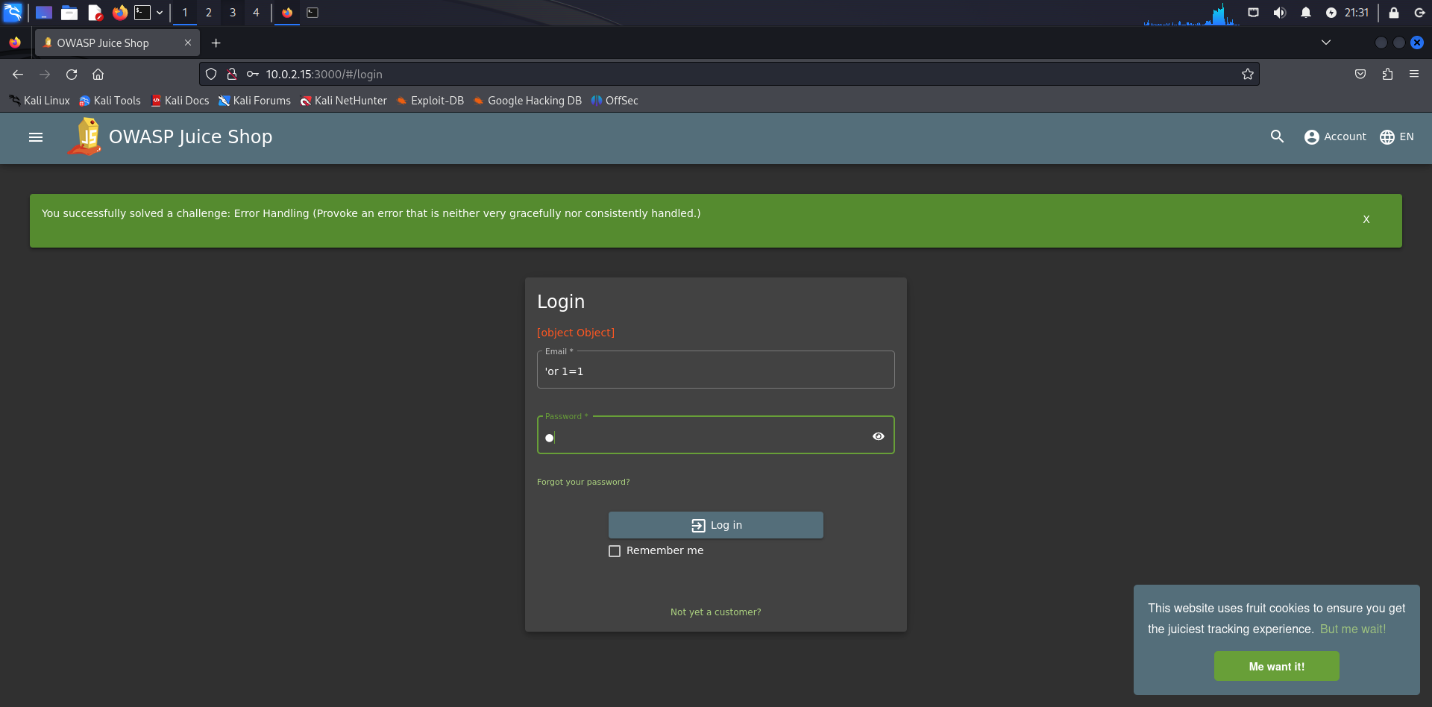 1 2 3 4 21:31
OWASP Juice Shop
10.0.2.15:3000/#/login
Kali Linux Kali Tools Kali Docs Kali Forums Kali NetHunter Exploit-DB Google Hacking DB OffSec
JS OWASP Juice Shop Account EN
You successfully solved a challenge: Error Handling (Provoke an error that is neither very gracefully nor consistently handled.) X
Login
[object Object]
Email *
'or 1=1
Password *
Forgot your password?
Log in
Remember me
Not yet a customer?
This website uses fruit cookies to ensure you get
the juiciest tracking experience. But me wait!
Me want it!